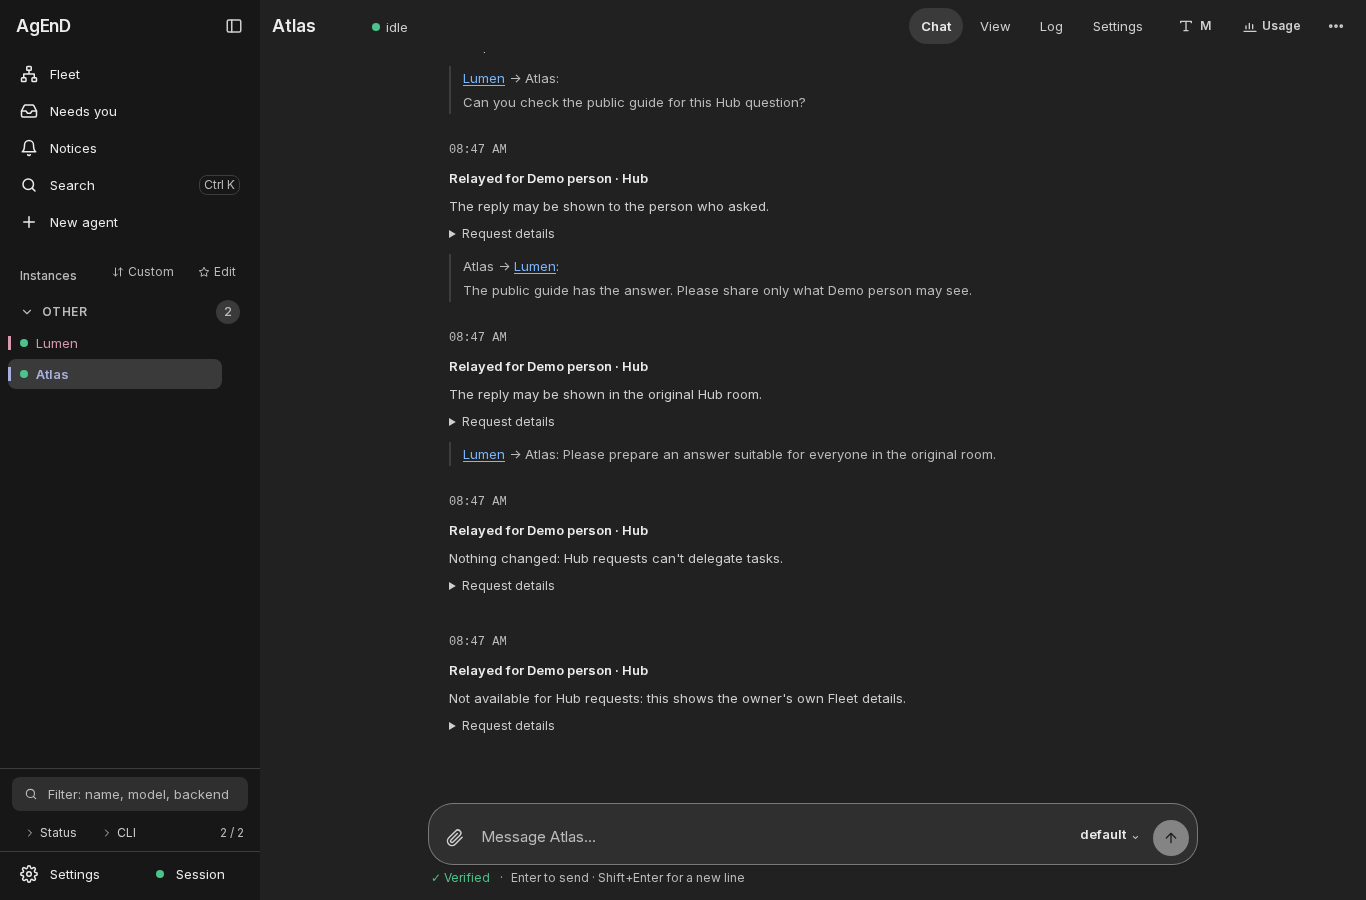 AgEnD
Fleet
Needs you
Notices
Search Ctrl K
New agent
Instances Custom Edit
OTHER 2
Lumen
Atlas
Filter: name, model, backend
Status CLI 2 / 2
Settings Session
Atlas idle Chat View Log Settings M Usage
Lumen → Atlas:
Can you check the public guide for this Hub question?
08:47 AM
Relayed for Demo person · Hub
The reply may be shown to the person who asked.
Request details
Atlas → Lumen:
The public guide has the answer. Please share only what Demo person may see.
08:47 AM
Relayed for Demo person · Hub
The reply may be shown in the original Hub room.
Request details
Lumen → Atlas: Please prepare an answer suitable for everyone in the original room.
08:47 AM
Relayed for Demo person · Hub
Nothing changed: Hub requests can't delegate tasks.
Request details
08:47 AM
Relayed for Demo person · Hub
Not available for Hub requests: this shows the owner's own Fleet details.
Request details
Message Atlas... default
✓ Verified · Enter to send · Shift+Enter for a new line